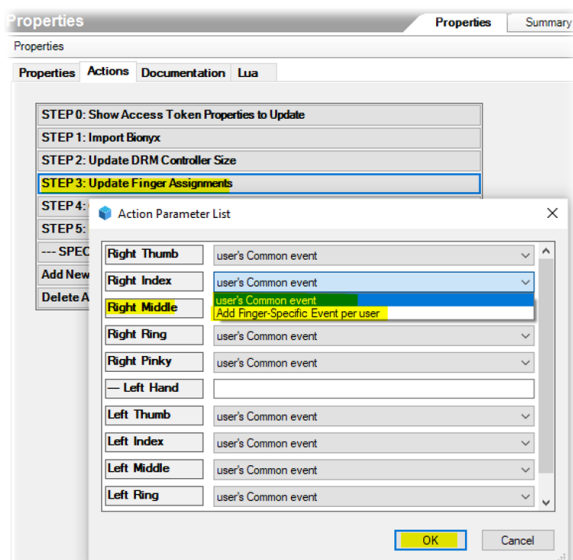 Properties
Properties Summary
Properties
Properties Actions Documentation Lua
STEP 0: Show Access Token Properties to Update
STEP 1: Import Bionyx
STEP 2: Update DRM Controller Size
STEP 3: Update Finger Assignments
STEP 4:
STEP 5:
--- SPEC
Add New
Delete A
Action Parameter List
Right Thumb user's Common event
Right Index user's Common event
user's Common event
Right Middle
Add Finger-Specific Event per user
Right Ring user's Common event
Right Pinky user's Common event
--- Left Hand
Left Thumb user's Common event
Left Index user's Common event
Left Middle user's Common event
Left Ring user's Common event
OK Cancel